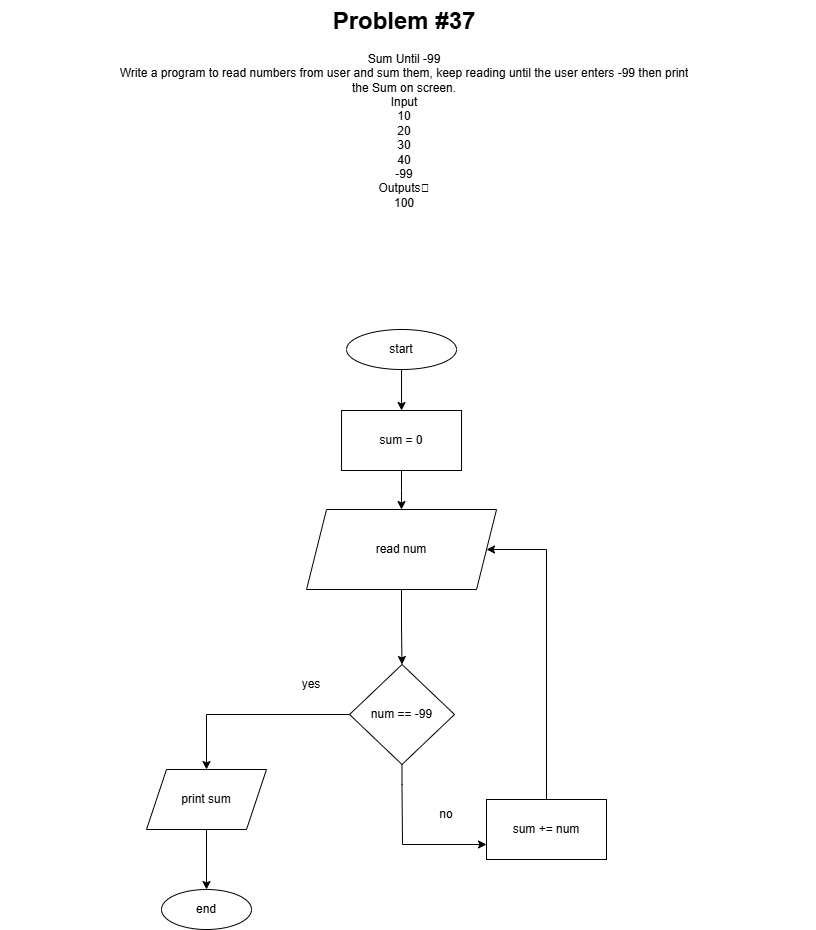 Problem #37
Sum Until -99
Write a program to read numbers from user and sum them, keep reading until the user enters -99 then print
the Sum on screen.
Input
10
20
30
40
-99
Outputs
100
start
sum = 0
read num
yes
num == -99
print sum
no
sum += num
end